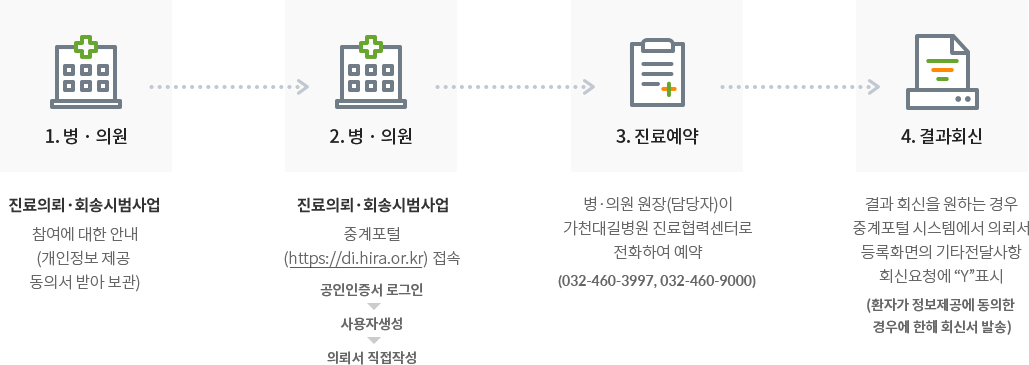 1. 병 · 의원
진료의뢰·회송시범사업
참여에 대한 안내
(개인정보 제공
동의서 받아 보관)
2. 병 · 의원
진료의뢰·회송시범사업
중계포털
(https://di.hira.or.kr) 접속
공인인증서 로그인
사용자생성
의뢰서 직접작성
3. 진료예약
병·의원 원장(담당자)이
가천대길병원 진료협력센터로
전화하여 예약
(032-460-3997, 032-460-9000)
4. 결과회신
결과 회신을 원하는 경우
중계포털 시스템에서 의뢰서
등록화면의 기타전달사항
회신요청에 “Y”표시
(환자가 정보제공에 동의한
경우에 한해 회신서 발송)